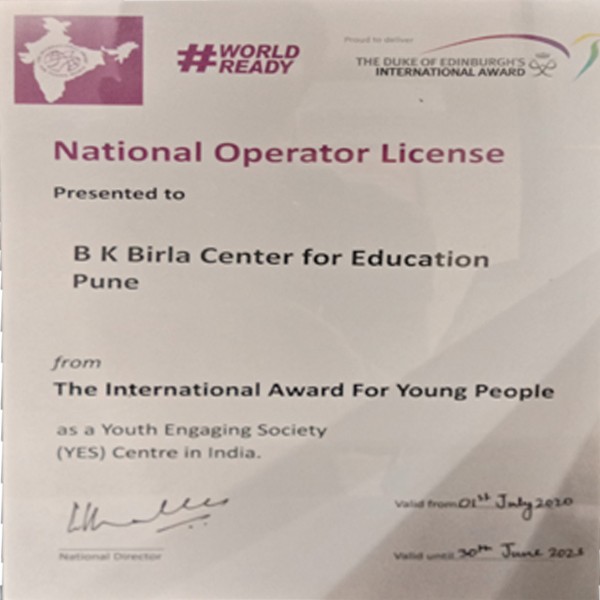 #WORLD
READY
Proud to deliver
THE DUKE OF EDINBURGH'S
INTERNATIONAL AWARD
National Operator License
Presented to
B K Birla Center for Education
Pune
from
The International Award For Young People
as a Youth Engaging Society
(YES) Centre in India.
Valid from 01st July 2020
National Director
Valid until 30th June